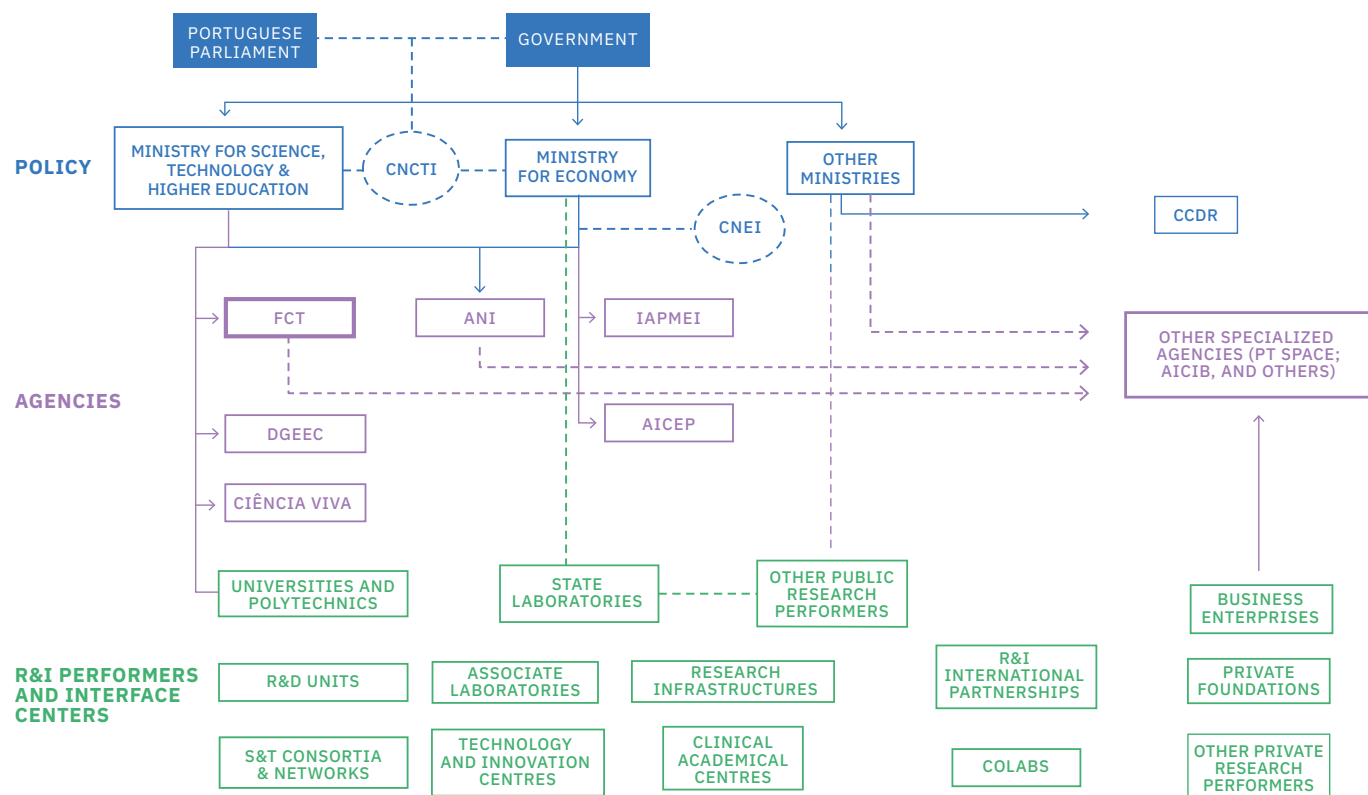 PORTUGUESE
PARLIAMENT
GOVERNMENT
POLICY
MINISTRY FOR SCIENCE,
TECHNOLOGY &
HIGHER EDUCATION
CNCTI
MINISTRY
FOR ECONOMY
OTHER
MINISTRIES
CNEI
CCDR
AGENCIES
FCT
ANI
IAPMEI
OTHER SPECIALIZED
AGENCIES (PT SPACE;
AICIB, AND OTHERS)
DGEEC
AICEP
CIÊNCIA VIVA
R&I PERFORMERS
AND INTERFACE
CENTERS
UNIVERSITIES AND
POLYTECHNICS
STATE
LABORATORIES
OTHER PUBLIC
RESEARCH
PERFORMERS
BUSINESS
ENTERPRISES
R&D UNITS
ASSOCIATE
LABORATORIES
RESEARCH
INFRASTRUCTURES
R&I
INTERNATIONAL
PARTNERSHIPS
PRIVATE
FOUNDATIONS
S&T CONSORTIA
& NETWORKS
TECHNOLOGY
AND INNOVATION
CENTRES
CLINICAL
ACADEMICAL
CENTRES
COLABS
OTHER PRIVATE
RESEARCH
PERFORMERS